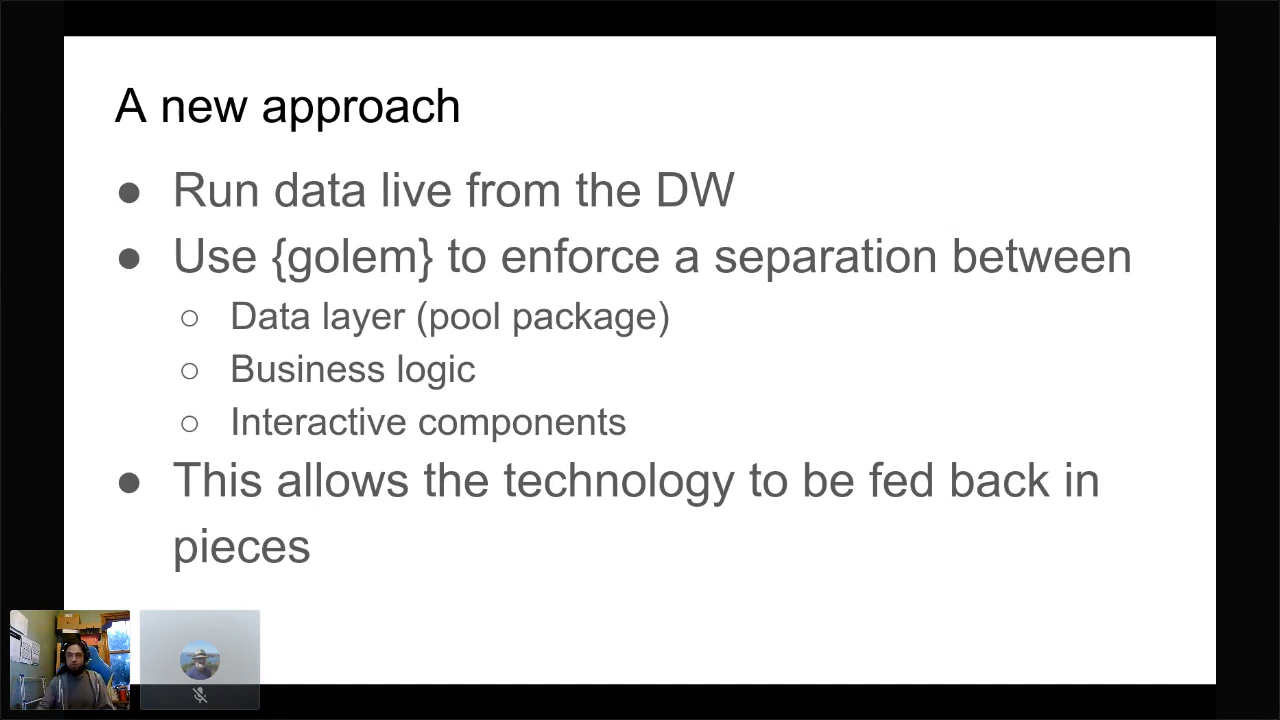 A new approach
● Run data live from the DW
● Use {golem} to enforce a separation between
○ Data layer (pool package)
○ Business logic
○ Interactive components
● This allows the technology to be fed back in
pieces